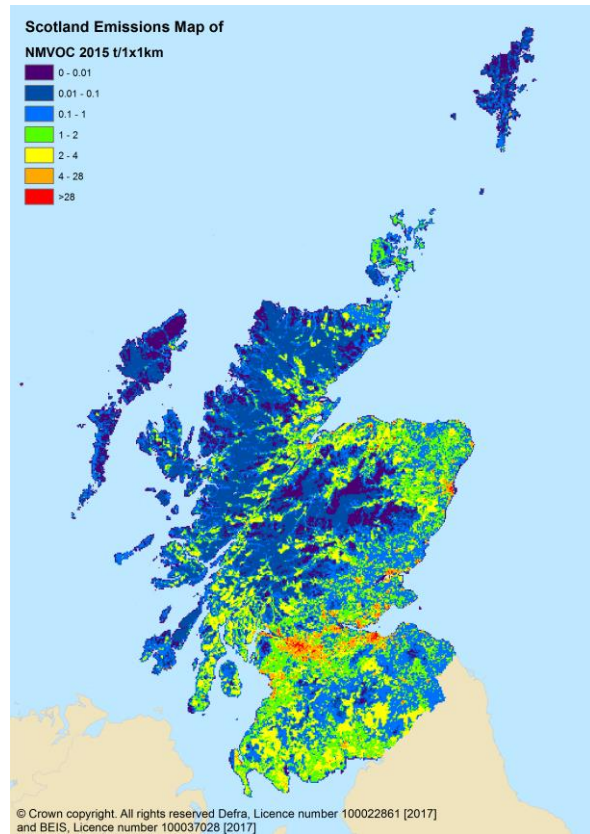 Scotland Emissions Map of
NMVOC 2015 t/1x1km
0 - 0.01
0.01 - 0.1
0.1 - 1
1 - 2
2 - 4
4 - 28
>28
© Crown copyright. All rights reserved Defra, Licence number 100022861 [2017]
and BEIS, Licence number 100037028 [2017]